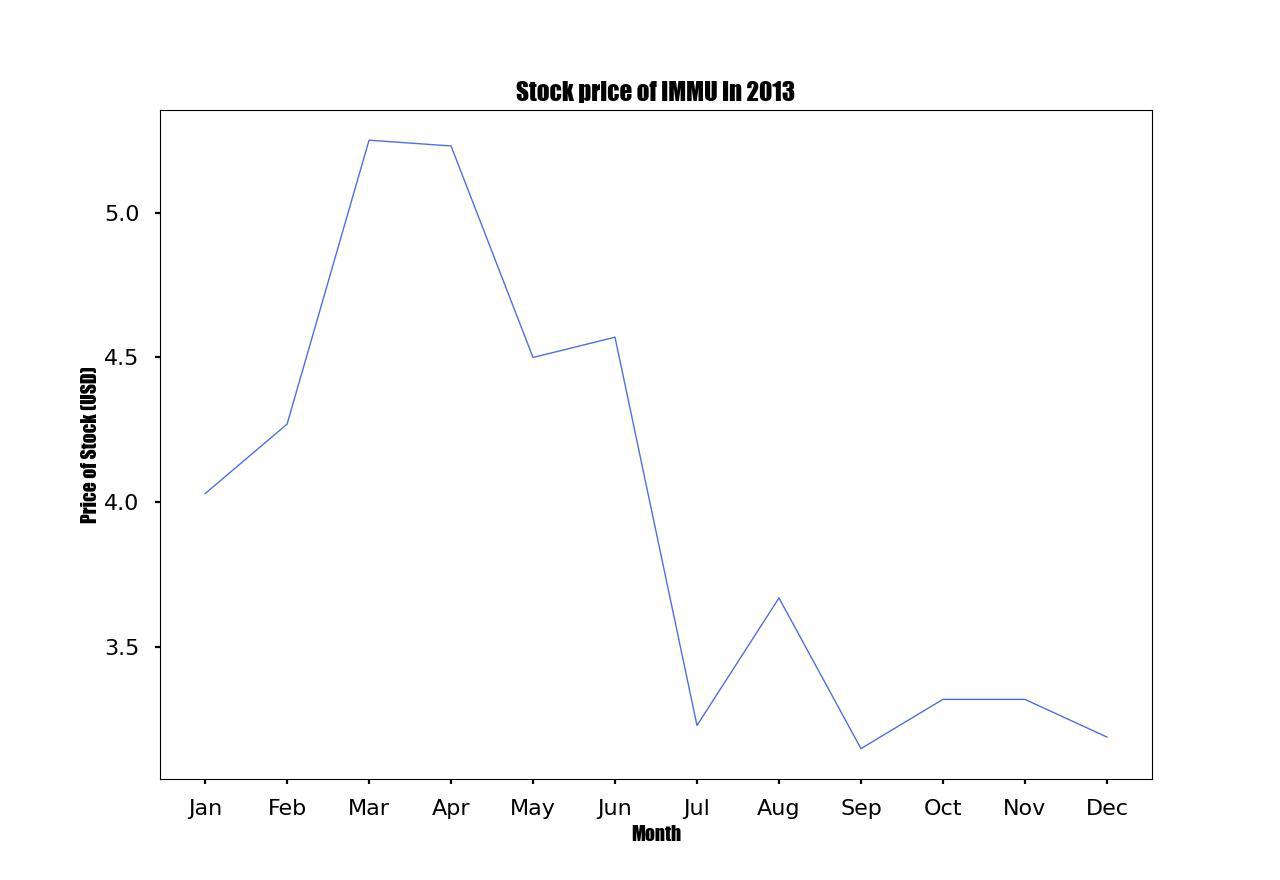 Stock price of IMMU in 2013
Price of Stock (USD)
5.0
4.5
4.0
3.5
Jan Feb Mar Apr May Jun Jul Aug Sep Oct Nov Dec
Month